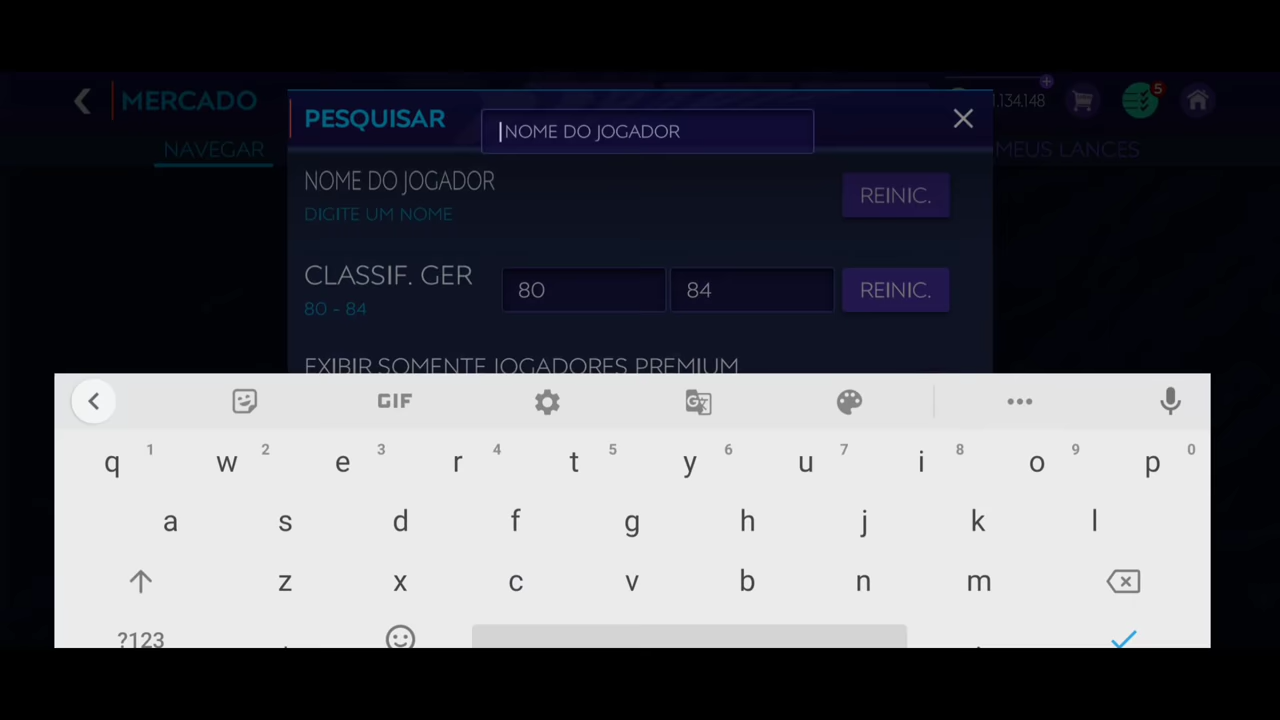 MERCADO
1.134.148
5
NAVEGAR
MEUS LANCES
PESQUISAR
NOME DO JOGADOR
NOME DO JOGADOR
DIGITE UM NOME
REINIC.
CLASSIF. GER
80
84
REINIC.
80 - 84
EXIBIR SOMENTE JOGADORES PREMIUM
GIF
q 1 w 2 e 3 r 4 t 5 y 6 u 7 i 8 o 9 p 0
a s d f g h j k l
z x c v b n m
?123 , .